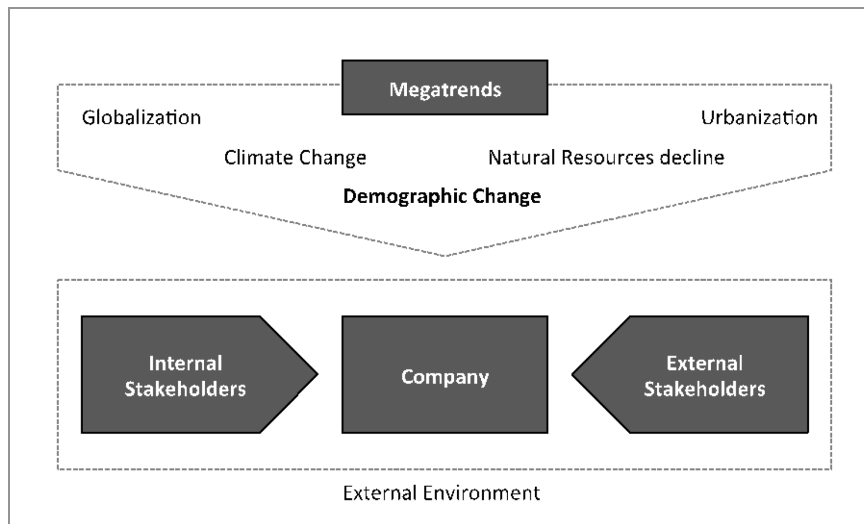 Megatrends
Globalization
Urbanization
Climate Change
Natural Resources decline
Demographic Change
Internal
Stakeholders
Company
External
Stakeholders
External Environment